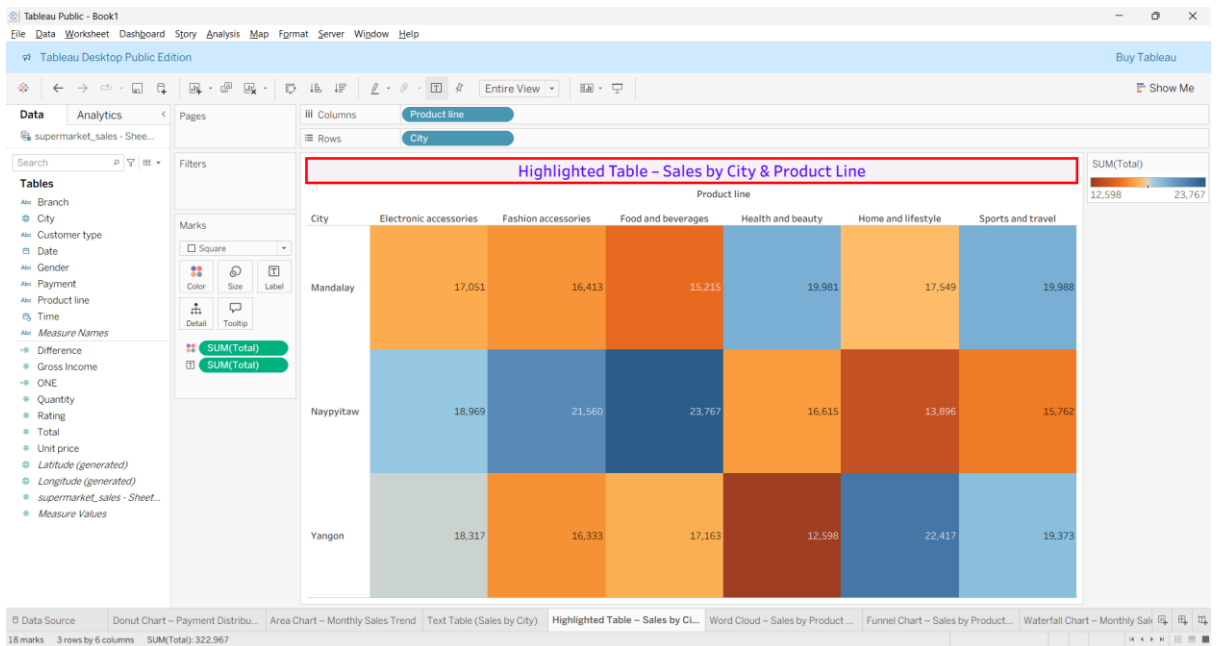 Tableau Public - Book1
File Data Worksheet Dashboard Story Analysis Map Format Server Window Help
Tableau Desktop Public Edition
Buy Tableau
Entire View
Show Me
Data Analytics
supermarket_sales - Shee...
Search
Tables
Abc Branch
City
Abc Customer type
Date
Abc Gender
Abc Payment
Abc Product line
Time
Abc Measure Names
Difference
Gross Income
ONE
Quantity
Rating
Total
Unit price
Latitude (generated)
Longitude (generated)
supermarket_sales - Sheet...
Measure Values
Pages
Filters
Marks
Square
Color Size Label
Detail Tooltip
SUM(Total)
SUM(Total)
Columns Product line
Rows City
Highlighted Table – Sales by City & Product Line
Product line
City Electronic accessories Fashion accessories Food and beverages Health and beauty Home and lifestyle Sports and travel
Mandalay 17,051 16,413 15,215 19,981 17,549 19,988
Naypyitaw 18,969 21,560 23,767 16,615 13,896 15,762
Yangon 18,317 16,333 17,163 12,598 22,417 19,373
SUM(Total)
12,598 23,767
Data Source Donut Chart – Payment Distribu... Area Chart – Monthly Sales Trend Text Table (Sales by City) Highlighted Table – Sales by Ci... Word Cloud – Sales by Product ... Funnel Chart – Sales by Product... Waterfall Chart – Monthly Sal
18 marks 3 rows by 6 columns SUM(Total): 322,967